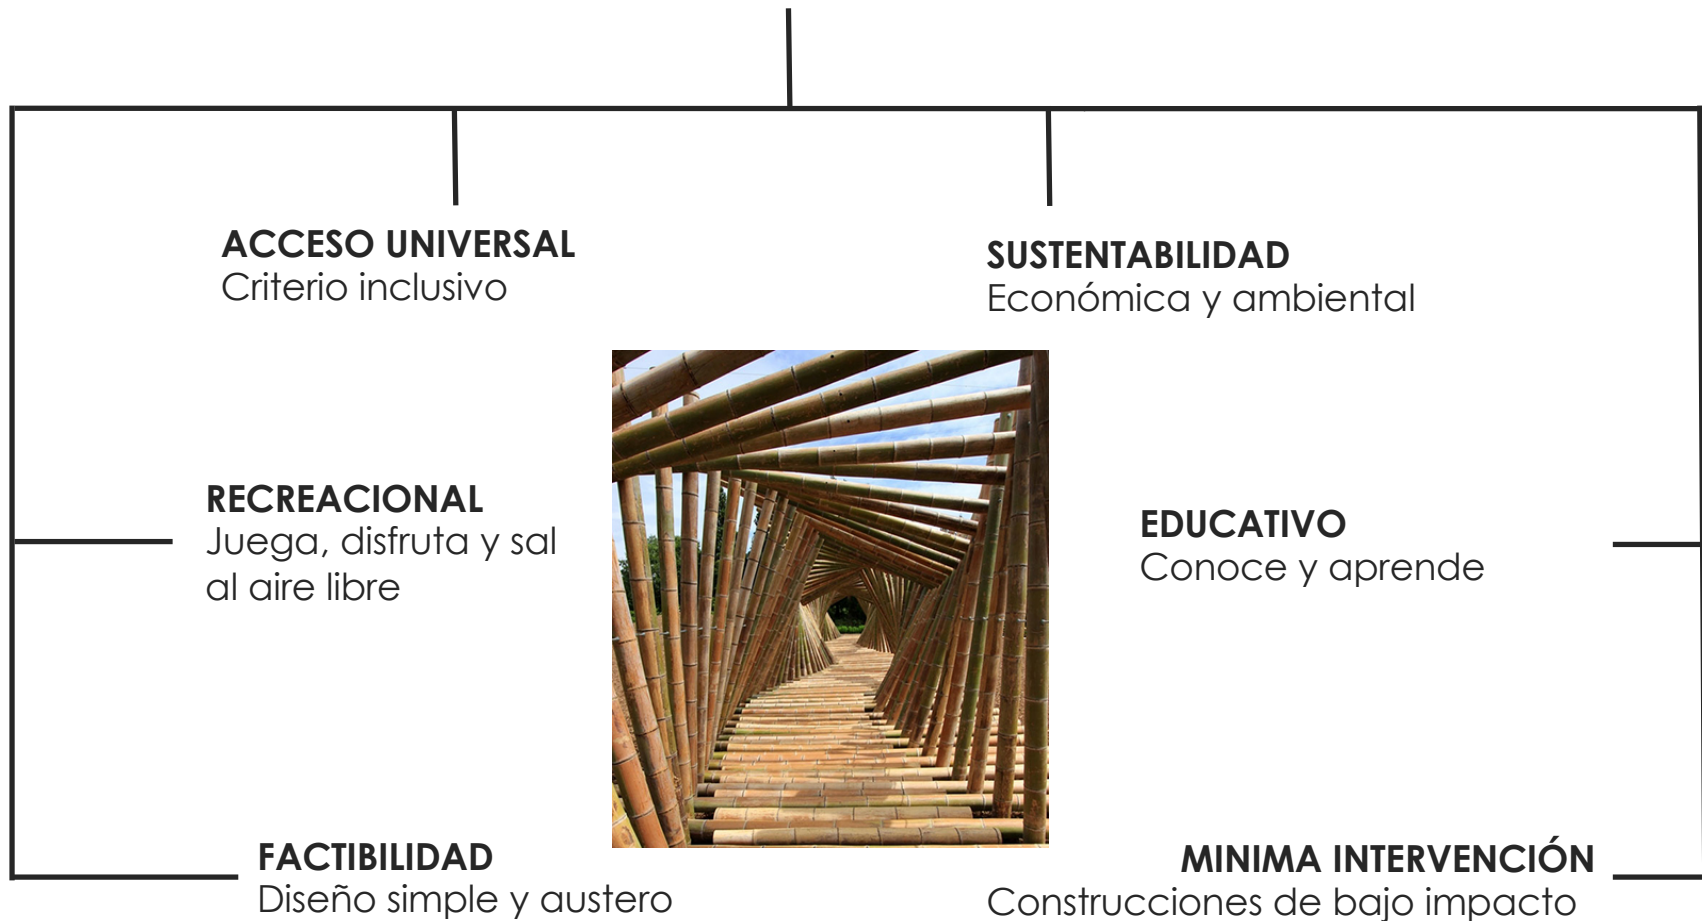 ACCESO UNIVERSAL
Criterio inclusivo
SUSTENTABILIDAD
Económica y ambiental
RECREACIONAL
Juega, disfruta y sal
al aire libre
EDUCATIVO
Conoce y aprende
FACTIBILIDAD
Diseño simple y austero
MINIMA INTERVENCIÓN
Construcciones de bajo impacto